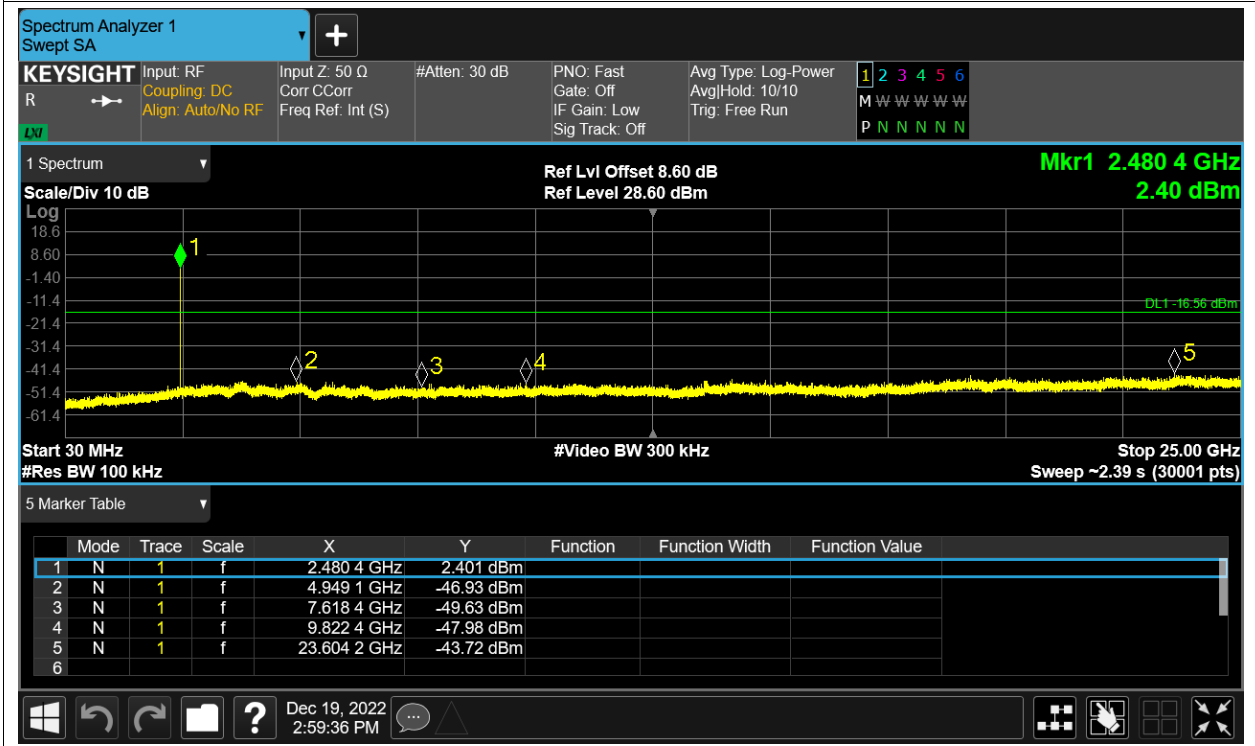 Spectrum Analyzer 1
Swept SA
+
KEYSIGHT
R
LXI
Input: RF
Coupling: DC
Align: Auto/No RF
Input Z: 50 Ω
Corr CCorr
Freq Ref: Int (S)
#Atten: 30 dB
PNO: Fast
Gate: Off
IF Gain: Low
Sig Track: Off
Avg Type: Log-Power
Avg|Hold: 10/10
Trig: Free Run
1 2 3 4 5 6
M W W W W W
P N N N N N
1 Spectrum
Scale/Div 10 dB
Ref Lvl Offset 8.60 dB
Ref Level 28.60 dBm
Mkr1 2.480 4 GHz
2.40 dBm
Log
18.6
8.60
-1.40
-11.4
-21.4
-31.4
-41.4
-51.4
-61.4
1
2
3
4
5
DL1 -16.56 dBm
Start 30 MHz
#Video BW 300 kHz
Stop 25.00 GHz
#Res BW 100 kHz
Sweep ~2.39 s (30001 pts)
5 Marker Table
Mode Trace Scale X Y Function Function Width Function Value
1 N 1 f 2.480 4 GHz 2.401 dBm
2 N 1 f 4.949 1 GHz -46.93 dBm
3 N 1 f 7.618 4 GHz -49.63 dBm
4 N 1 f 9.822 4 GHz -47.98 dBm
5 N 1 f 23.604 2 GHz -43.72 dBm
6
?
Dec 19, 2022
2:59:36 PM